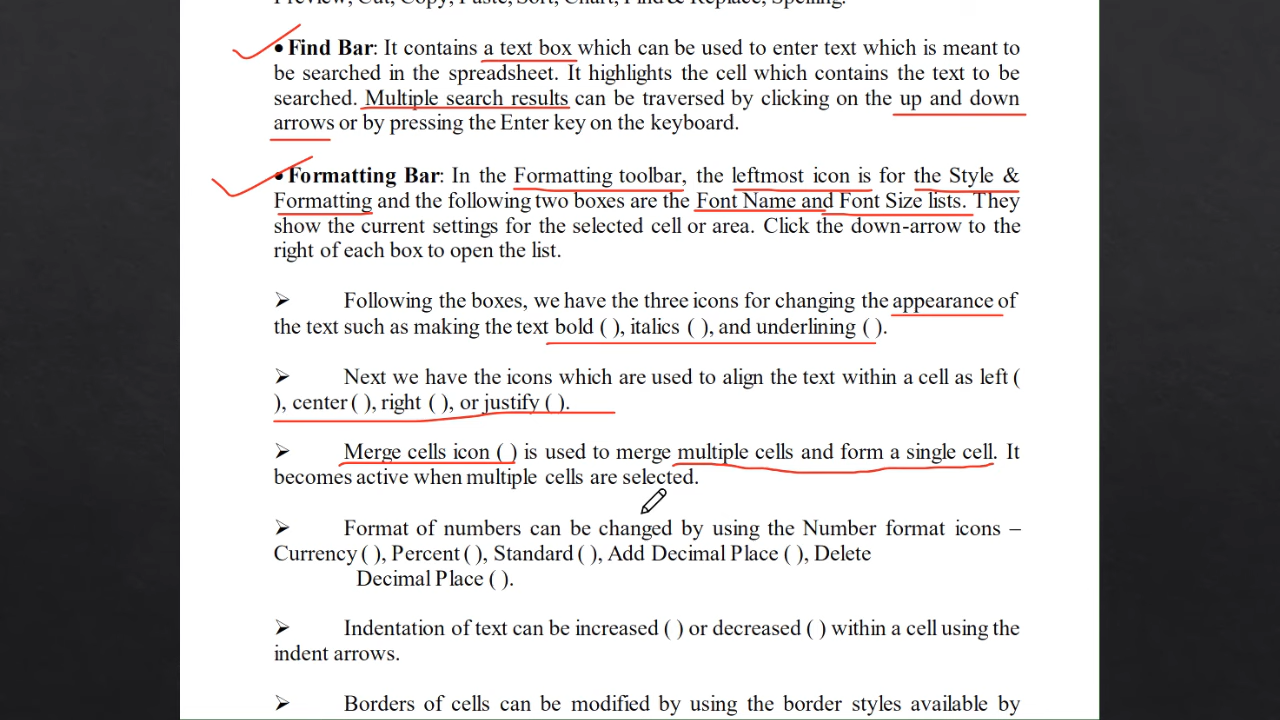 Preview, Cut, Copy, Paste, Sort, Chart, Find & Replace, Spelling.
• Find Bar: It contains a text box which can be used to enter text which is meant to
be searched in the spreadsheet. It highlights the cell which contains the text to be
searched. Multiple search results can be traversed by clicking on the up and down
arrows or by pressing the Enter key on the keyboard.
• Formatting Bar: In the Formatting toolbar, the leftmost icon is for the Style &
Formatting and the following two boxes are the Font Name and Font Size lists. They
show the current settings for the selected cell or area. Click the down-arrow to the
right of each box to open the list.
➢ Following the boxes, we have the three icons for changing the appearance of
the text such as making the text bold ( ), italics ( ), and underlining ( ).
➢ Next we have the icons which are used to align the text within a cell as left (
), center ( ), right ( ), or justify ( ).
➢ Merge cells icon ( ) is used to merge multiple cells and form a single cell. It
becomes active when multiple cells are selected.
➢ Format of numbers can be changed by using the Number format icons –
Currency ( ), Percent ( ), Standard ( ), Add Decimal Place ( ), Delete
Decimal Place ( ).
➢ Indentation of text can be increased ( ) or decreased ( ) within a cell using the
indent arrows.
➢ Borders of cells can be modified by using the border styles available by